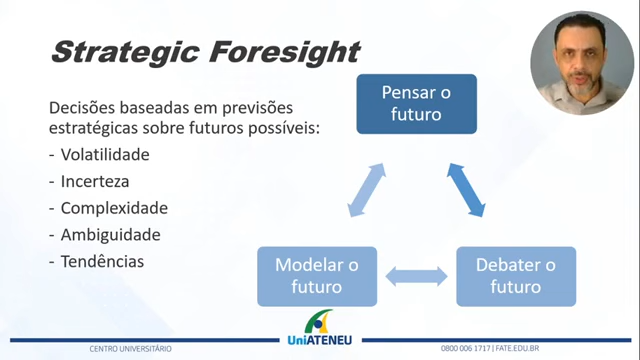 Strategic Foresight
Decisões baseadas em previsões
estratégicas sobre futuros possíveis:
- Volatilidade
- Incerteza
- Complexidade
- Ambiguidade
- Tendências
Pensar o
futuro
Modelar o
futuro
Debater o
futuro
CENTRO UNIVERSITÁRIO
UniATENEU
0800 006 1717 | FATE.EDU.BR